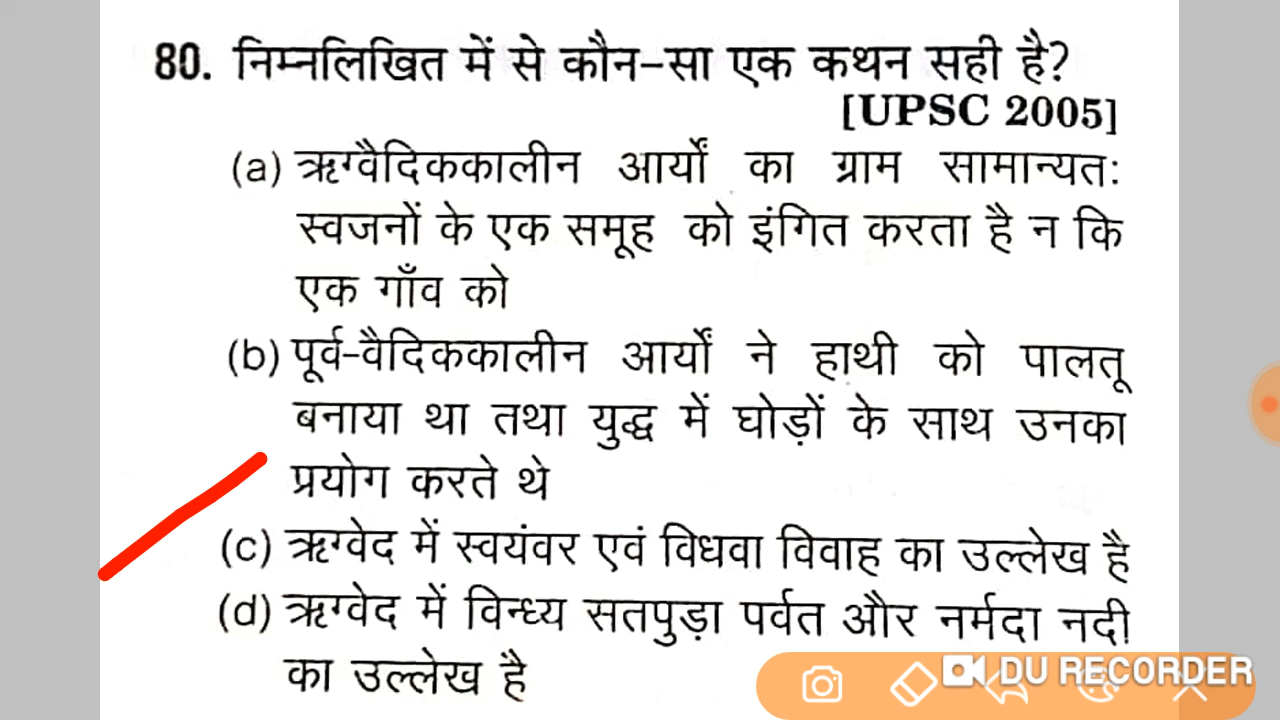 80. निम्नलिखित में से कौन-सा एक कथन सही है?
[UPSC 2005]
(a) ऋग्वैदिककालीन आर्यों का ग्राम सामान्यतः
स्वजनों के एक समूह को इंगित करता है न कि
एक गाँव को
(b) पूर्व-वैदिककालीन आर्यों ने हाथी को पालतू
बनाया था तथा युद्ध में घोड़ों के साथ उनका
प्रयोग करते थे
(c) ऋग्वेद में स्वयंवर एवं विधवा विवाह का उल्लेख है
(d) ऋग्वेद में विन्ध्य सतपुड़ा पर्वत और नर्मदा नदी
का उल्लेख है
DU RECORDER